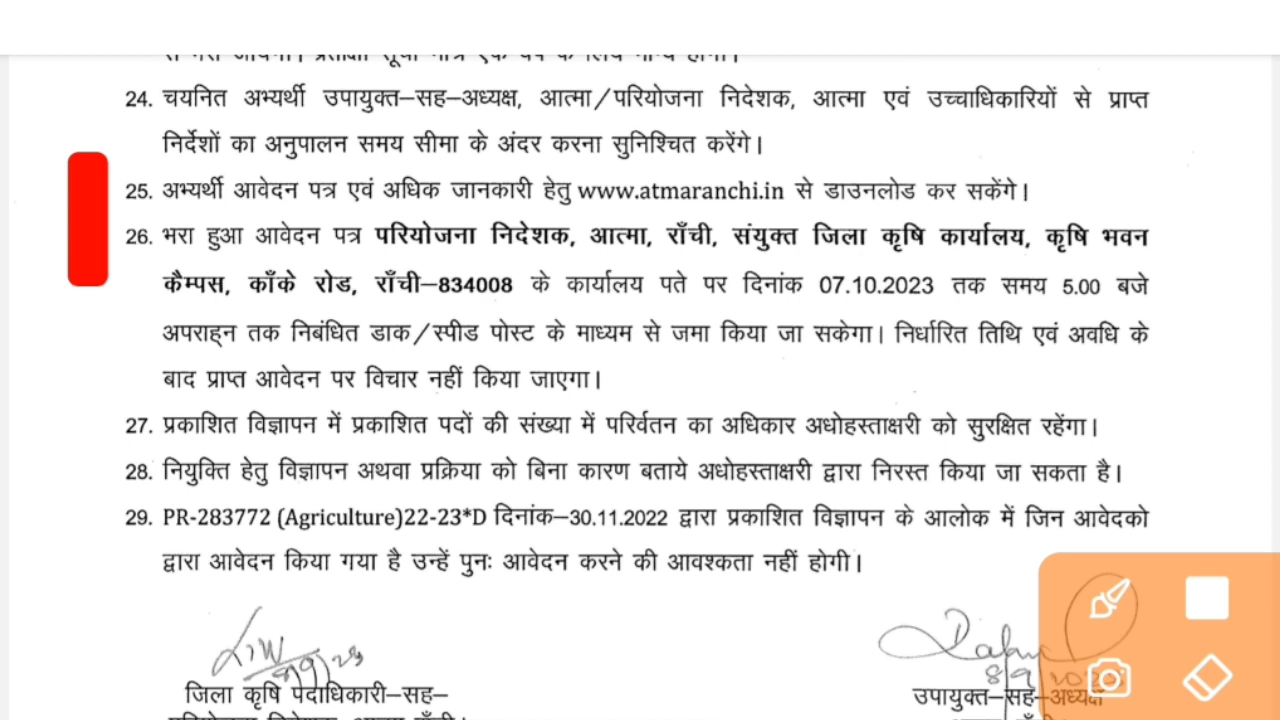 24. चयनित अभ्यर्थी उपायुक्त–सह–अध्यक्ष, आत्मा/परियोजना निदेशक, आत्मा एवं उच्चाधिकारियों से प्राप्त
निर्देशों का अनुपालन समय सीमा के अंदर करना सुनिश्चित करेंगे।
25. अभ्यर्थी आवेदन पत्र एवं अधिक जानकारी हेतु www.atmaranchi.in से डाउनलोड कर सकेंगे।
26. भरा हुआ आवेदन पत्र परियोजना निदेशक, आत्मा, राँची, संयुक्त जिला कृषि कार्यालय, कृषि भवन
कैम्पस, काँके रोड, राँची–834008 के कार्यालय पते पर दिनांक 07.10.2023 तक समय 5.00 बजे
अपराह्न तक निबंधित डाक/स्पीड पोस्ट के माध्यम से जमा किया जा सकेगा। निर्धारित तिथि एवं अवधि के
बाद प्राप्त आवेदन पर विचार नहीं किया जाएगा।
27. प्रकाशित विज्ञापन में प्रकाशित पदों की संख्या में परिर्वतन का अधिकार अधोहस्ताक्षरी को सुरक्षित रहेंगा।
28. नियुक्ति हेतु विज्ञापन अथवा प्रक्रिया को बिना कारण बताये अधोहस्ताक्षरी द्वारा निरस्त किया जा सकता है।
29. PR-283772 (Agriculture)22-23*D दिनांक–30.11.2022 द्वारा प्रकाशित विज्ञापन के आलोक में जिन आवेदको
द्वारा आवेदन किया गया है उन्हें पुनः आवेदन करने की आवश्कता नहीं होगी।
जिला कृषि पदाधिकारी–सह–
उपायुक्त–सह–अध्यक्ष